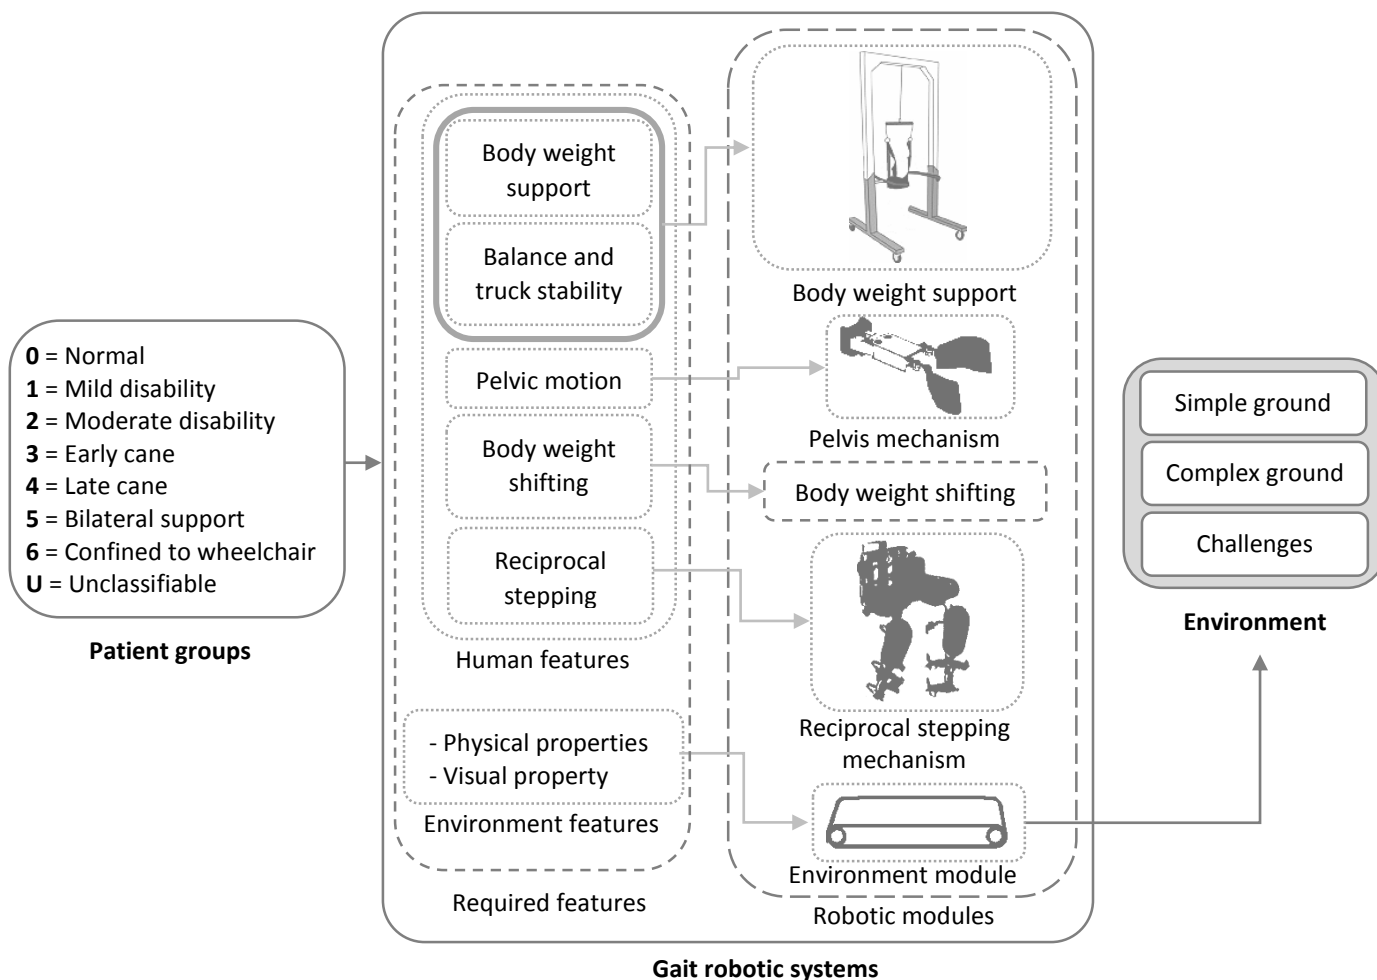 0 = Normal
1 = Mild disability
2 = Moderate disability
3 = Early cane
4 = Late cane
5 = Bilateral support
6 = Confined to wheelchair
U = Unclassifiable
Patient groups
Body weight
support
Balance and
truck stability
Pelvic motion
Body weight
shifting
Reciprocal
stepping
Human features
- Physical properties
- Visual property
Environment features
Required features
Body weight support
Pelvis mechanism
Body weight shifting
Reciprocal stepping
mechanism
Environment module
Robotic modules
Gait robotic systems
Simple ground
Complex ground
Challenges
Environment